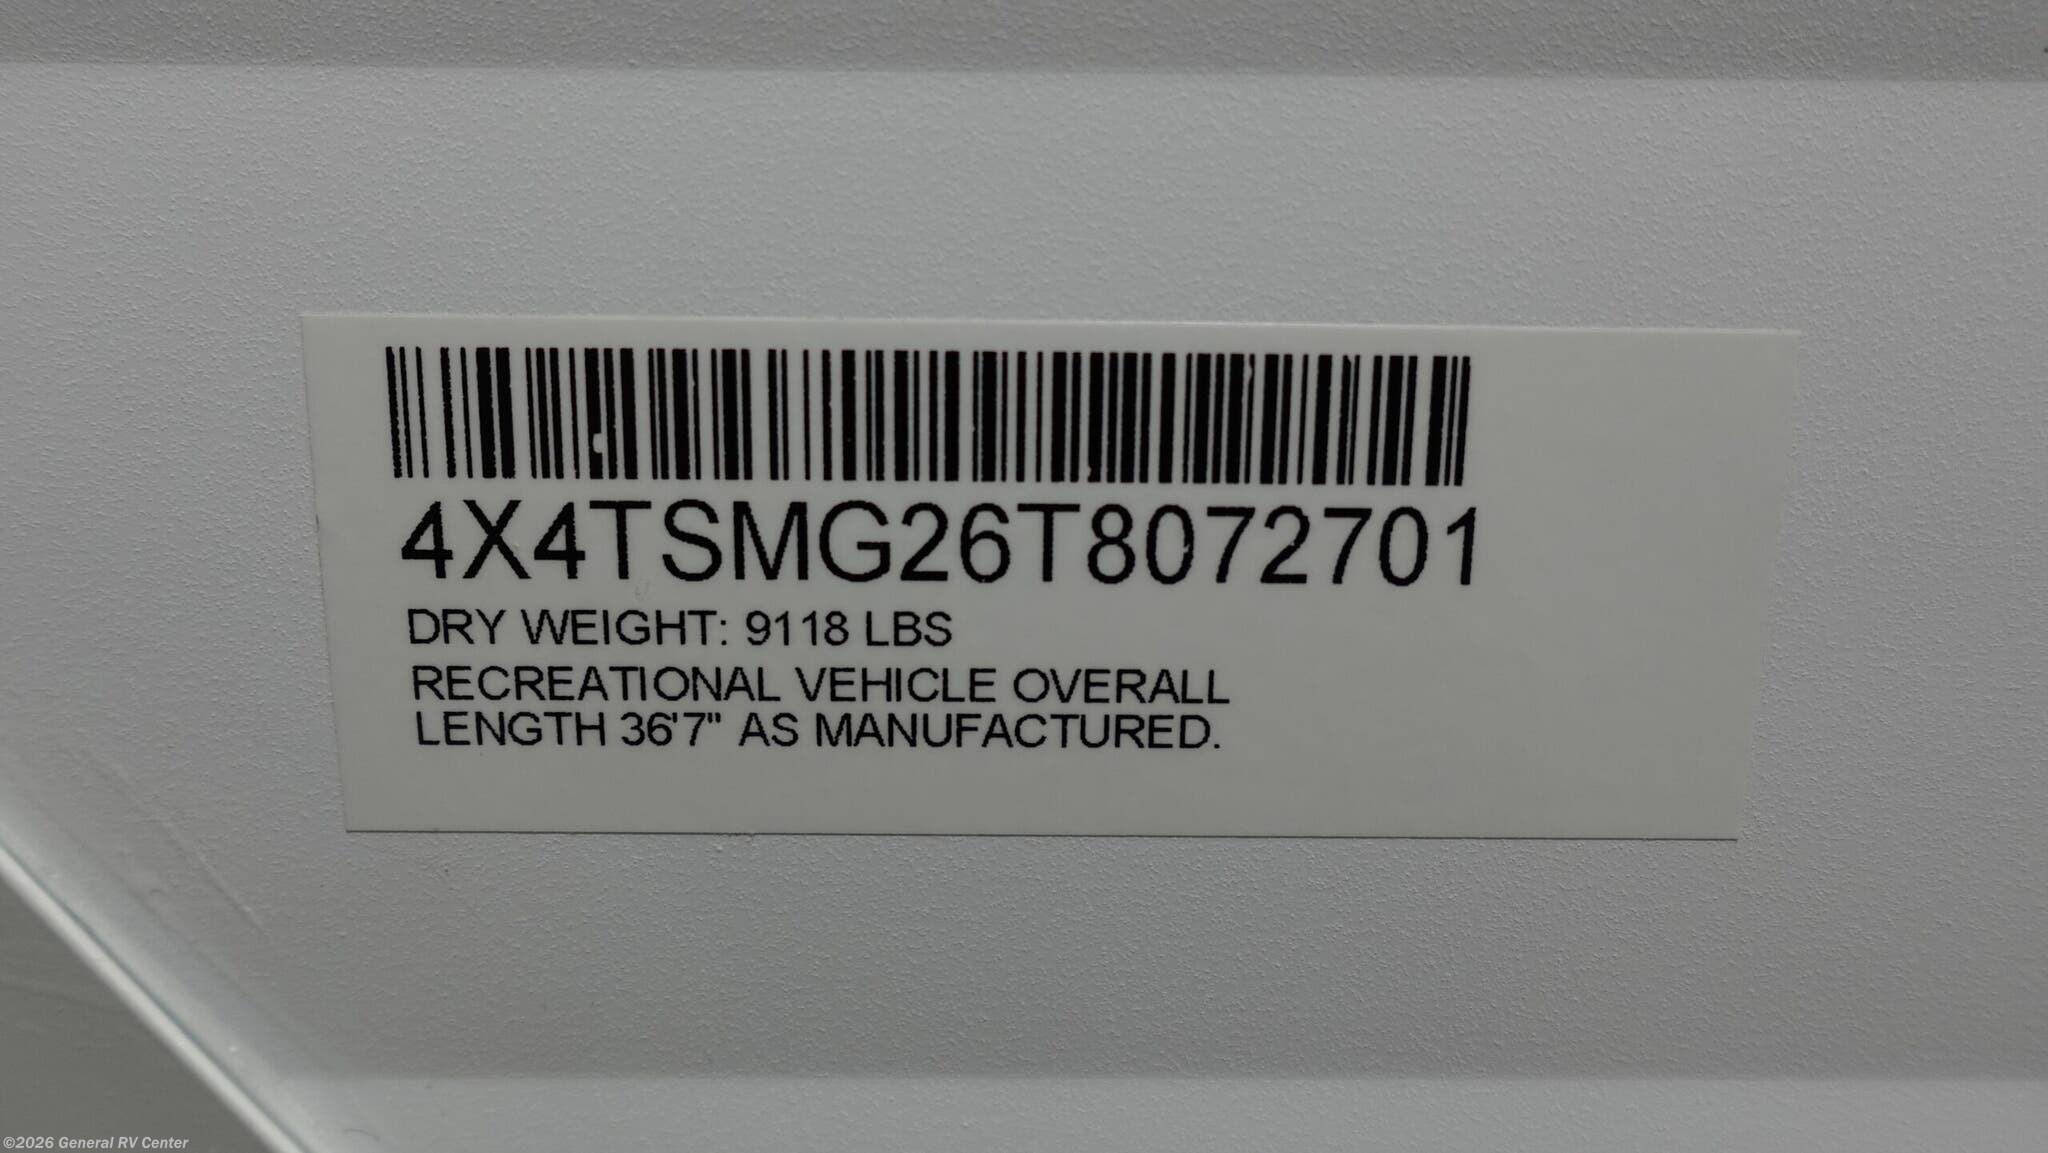 4X4TSMG26T8072701
DRY WEIGHT: 9118 LBS
RECREATIONAL VEHICLE OVERALL
LENGTH 36'7" AS MANUFACTURED.
©2026 General RV Center